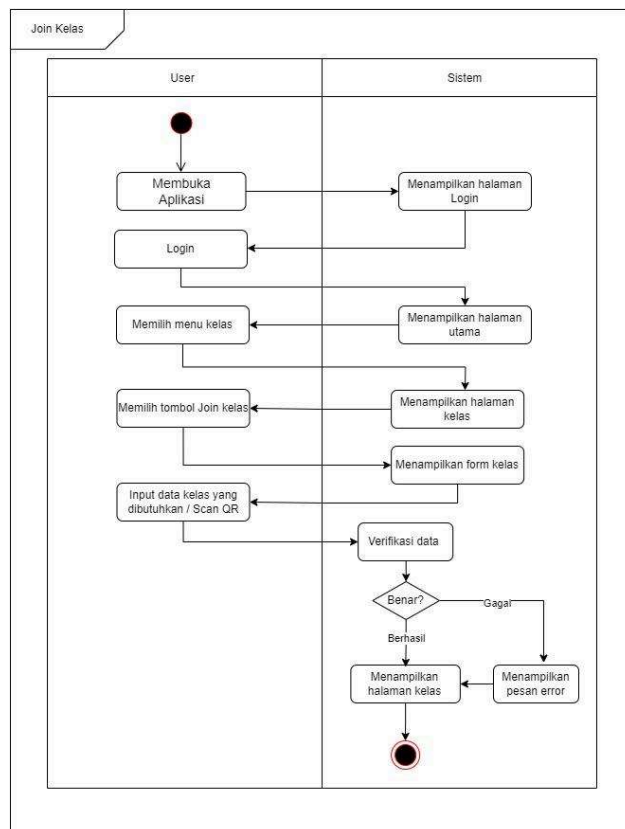 Join Kelas
User
Sistem
Membuka
Aplikasi
Menampilkan halaman
Login
Login
Menampilkan halaman
utama
Memilih menu kelas
Menampilkan halaman
kelas
Memilih tombol Join kelas
Menampilkan form kelas
Input data kelas yang
dibutuhkan / Scan QR
Verifikasi data
Benar?
Gagal
Berhasil
Menampilkan
halaman kelas
Menampilkan
pesan error